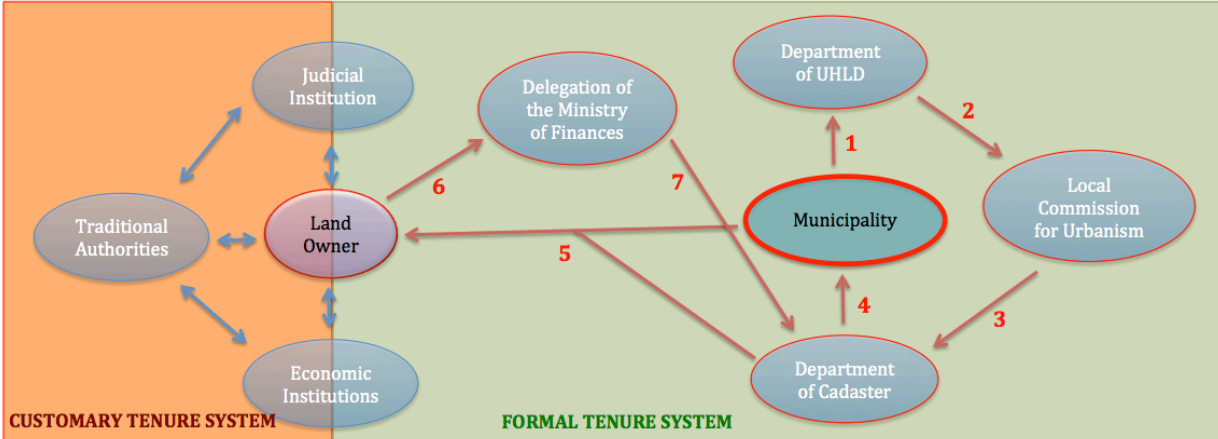 Judicial
Institution
Traditional
Authorities
Land
Owner
Economic
Institutions
CUSTOMARY TENURE SYSTEM
Delegation of
the Ministry
of Finances
Department
of UHLD
Local
Commission
for Urbanism
Municipality
Department
of Cadaster
1
2
3
4
5
6
7
FORMAL TENURE SYSTEM